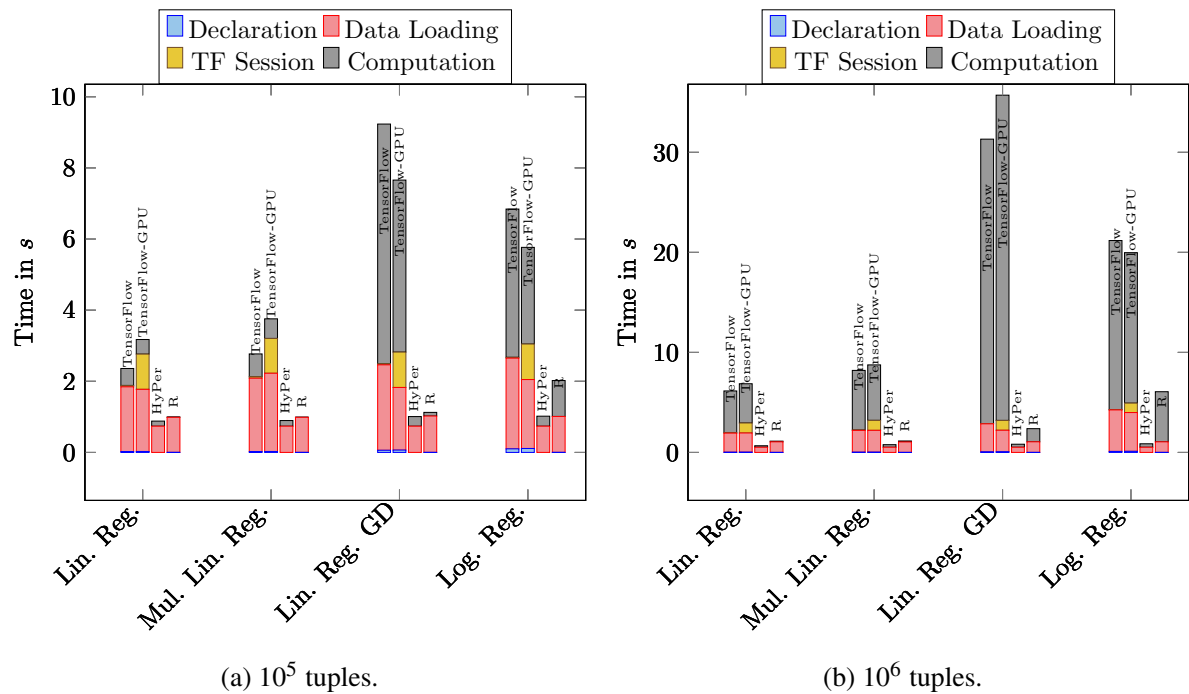 Declaration Data Loading
TF Session Computation
Time in s
10
8
6
4
2
0
TensorFlow
TensorFlow-GPU
HyPer
R
TensorFlow
TensorFlow-GPU
HyPer
R
TensorFlow
TensorFlow-GPU
HyPer
R
TensorFlow
TensorFlow-GPU
HyPer
R
Lin. Reg.
Mul. Lin. Reg.
Lin. Reg. GD
Log. Reg.
(a) 10⁵ tuples.
Declaration Data Loading
TF Session Computation
Time in s
30
20
10
0
TensorFlow
TensorFlow-GPU
HyPer
R
TensorFlow
TensorFlow-GPU
HyPer
R
TensorFlow
TensorFlow-GPU
HyPer
R
TensorFlow
TensorFlow-GPU
HyPer
R
Lin. Reg.
Mul. Lin. Reg.
Lin. Reg. GD
Log. Reg.
(b) 10⁶ tuples.